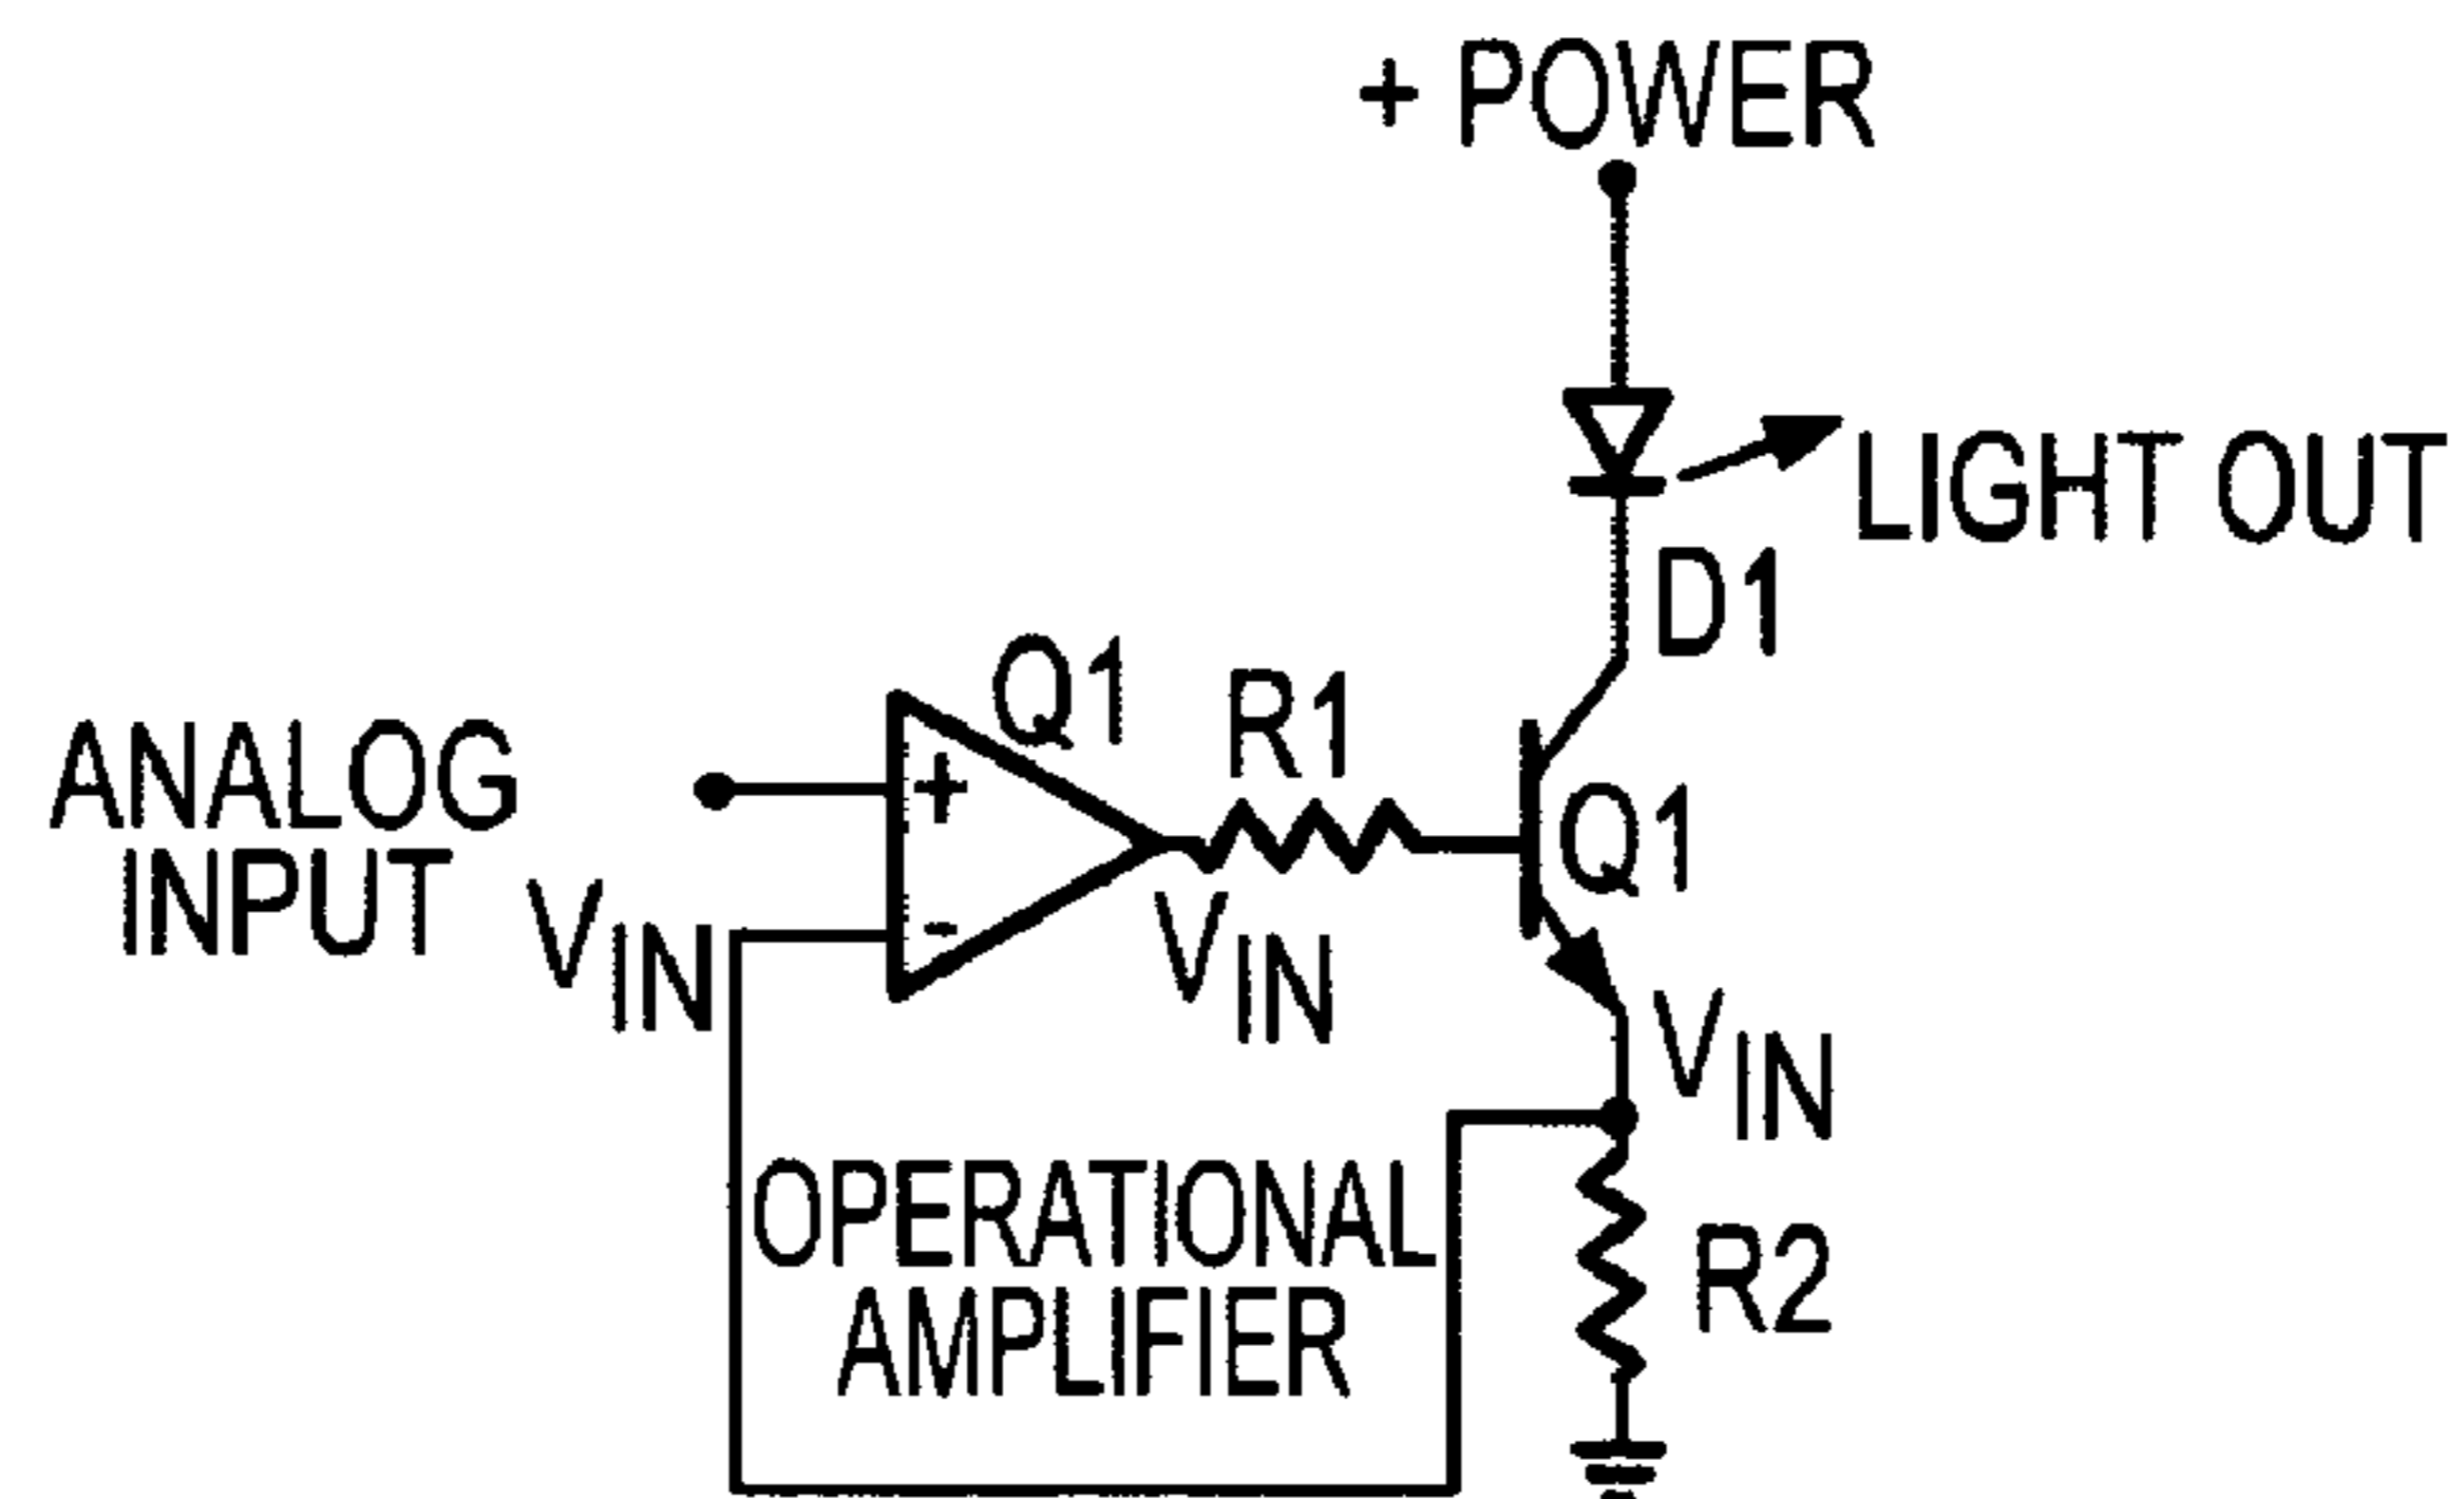 + POWER
LIGHT OUT
D1
Q1
R1
ANALOG
INPUT
+
Q1
VIN
-
VIN
VIN
OPERATIONAL
AMPLIFIER
R2